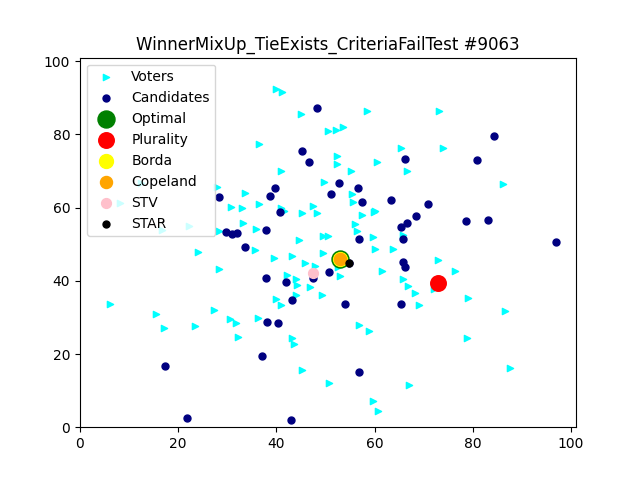 WinnerMixUp_TieExists_CriteriaFailTest #9063
Voters
Candidates
Optimal
Plurality
Borda
Copeland
STV
STAR
100
80
60
40
20
0
0 20 40 60 80 100